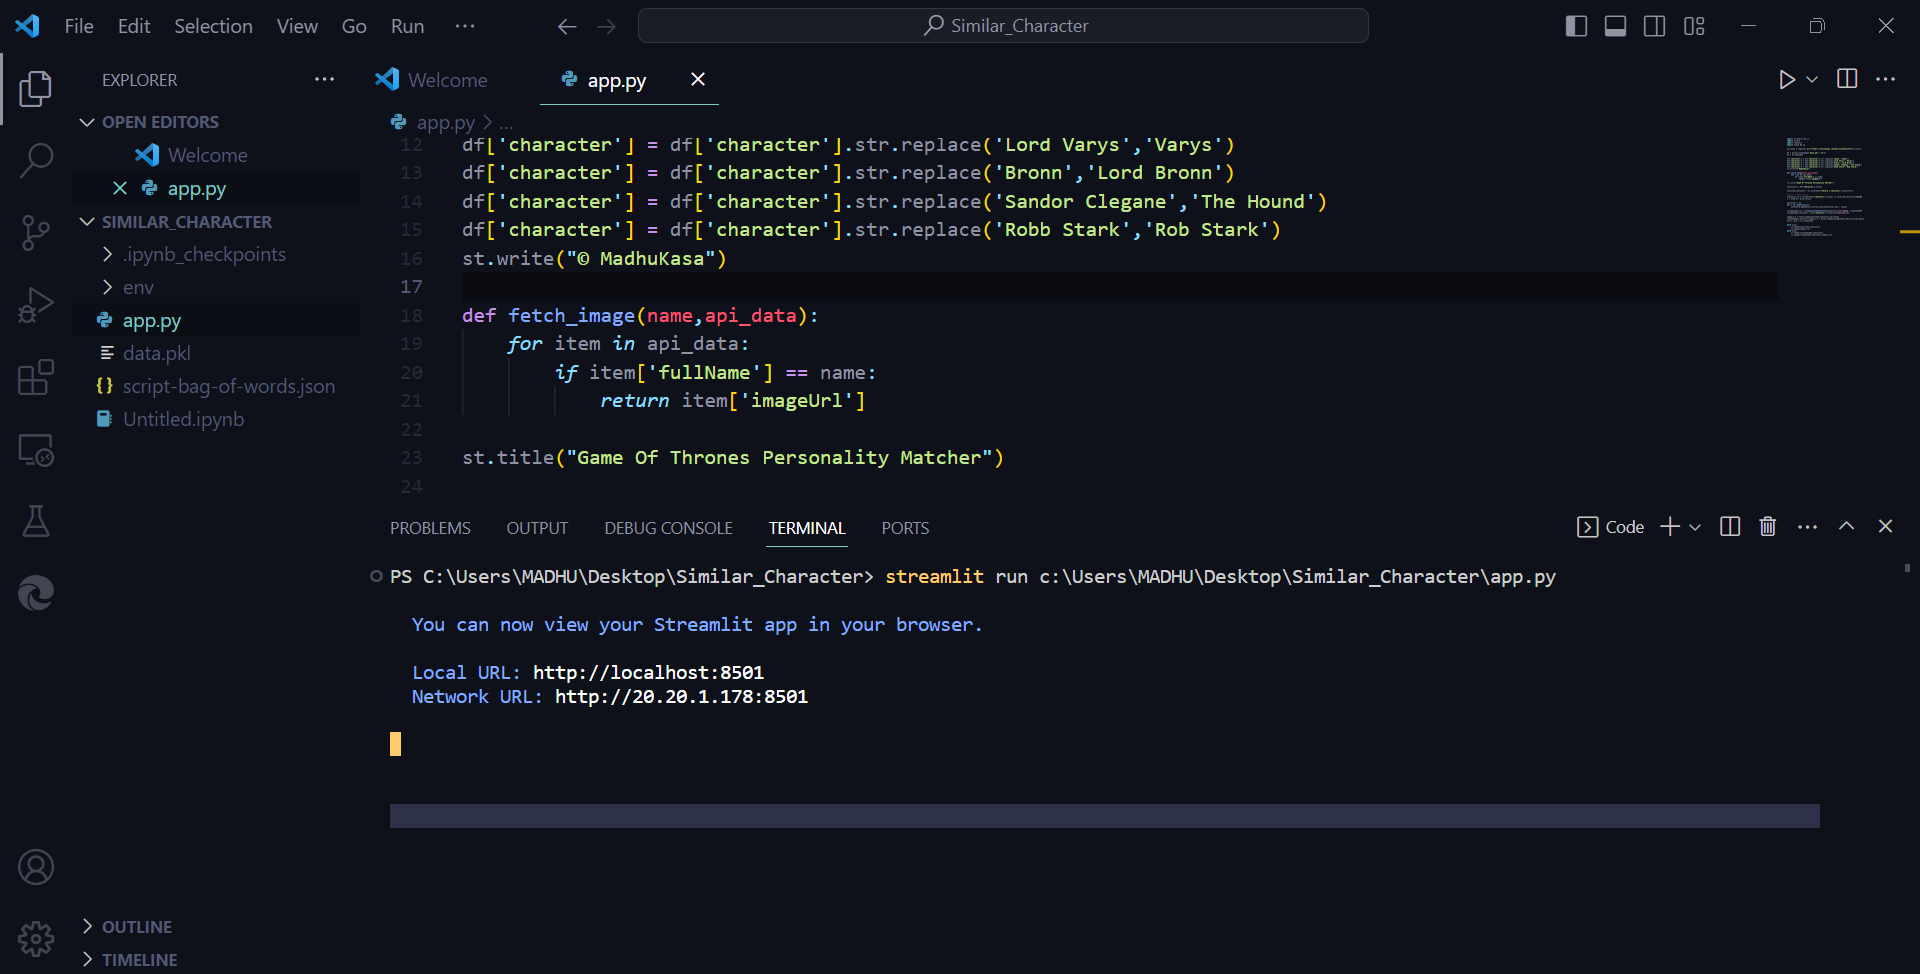 File Edit Selection View Go Run ···
Similar_Character
EXPLORER ···
OPEN EDITORS
Welcome
app.py
SIMILAR_CHARACTER
.ipynb_checkpoints
env
app.py
data.pkl
script-bag-of-words.json
Untitled.ipynb
OUTLINE
TIMELINE
Welcome app.py
app.py > ...
12 df['character'] = df['character'].str.replace('Lord Varys','Varys')
13 df['character'] = df['character'].str.replace('Bronn','Lord Bronn')
14 df['character'] = df['character'].str.replace('Sandor Clegane','The Hound')
15 df['character'] = df['character'].str.replace('Robb Stark','Rob Stark')
16 st.write("© MadhuKasa")
17
18 def fetch_image(name,api_data):
19 for item in api_data:
20 if item['fullName'] == name:
21 return item['imageUrl']
22
23 st.title("Game Of Thrones Personality Matcher")
24
PROBLEMS OUTPUT DEBUG CONSOLE TERMINAL PORTS Code
PS C:\Users\MADHU\Desktop\Similar_Character> streamlit run c:\Users\MADHU\Desktop\Similar_Character\app.py
You can now view your Streamlit app in your browser.
Local URL: http://localhost:8501
Network URL: http://20.20.1.178:8501